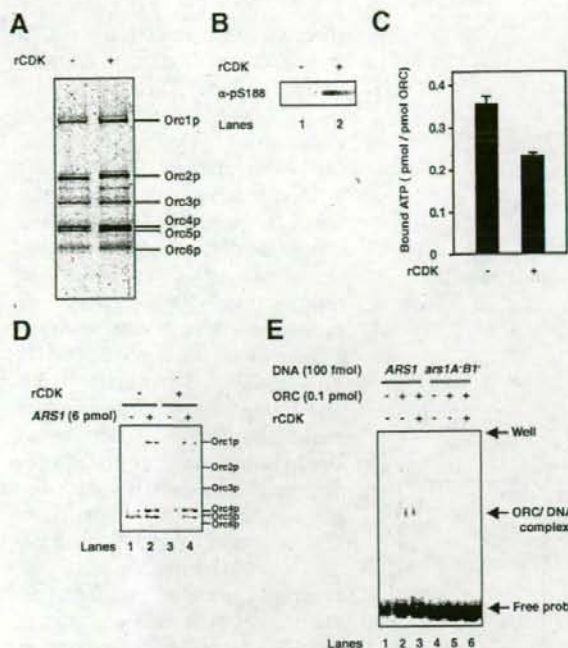 A
rCDK - +
Orc1p
Orc2p
Orc3p
Orc4p
Orc5p
Orc6p
B
rCDK - +
α-pS188
Lanes 1 2
C
Bound ATP ( pmol / pmol ORC)
0.4
0.3
0.2
0.1
0
rCDK - +
D
rCDK - +
ARS1 (6 pmol) - + - +
Orc1p
Orc2p
Orc3p
Orc4p
Orc5p
Orc6p
Lanes 1 2 3 4
E
DNA (100 fmol) ARS1 ars1A⁻B1⁻
ORC (0.1 pmol) - + + - + +
rCDK - - + - - +
Well
ORC/ DNA
complex
Free prob
Lanes 1 2 3 4 5 6